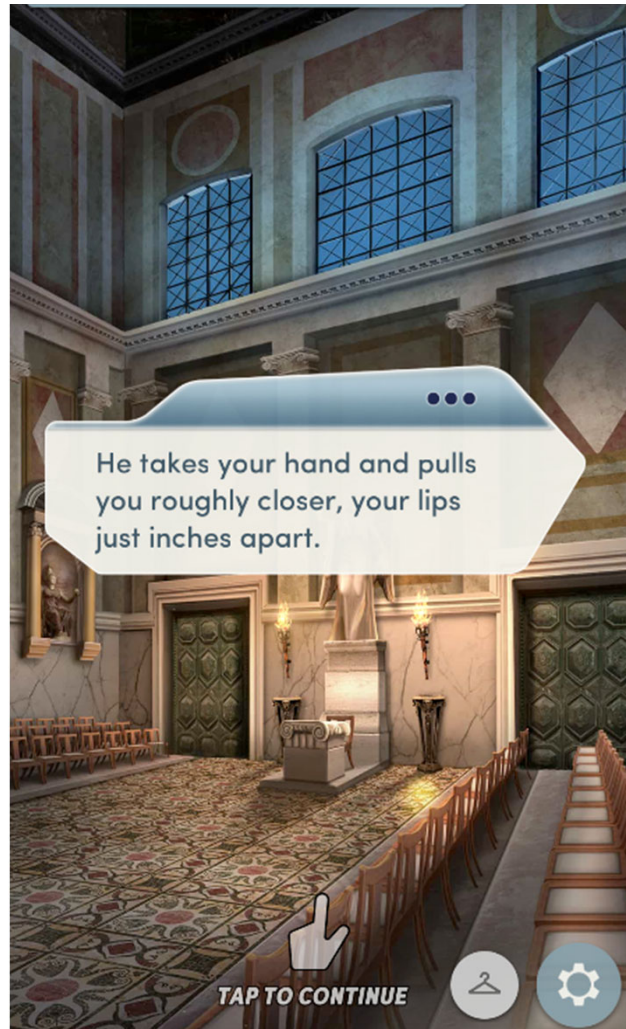 He takes your hand and pulls
you roughly closer, your lips
just inches apart.
TAP TO CONTINUE